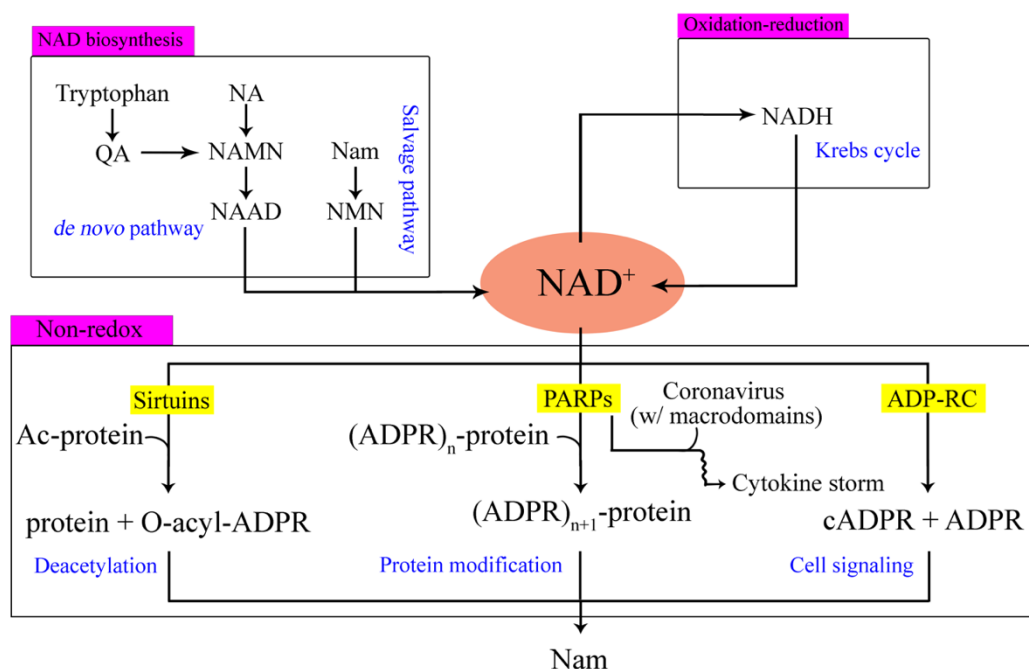 NAD biosynthesis
Tryptophan
NA
QA
NAMN
Nam
NAAD
NMN
de novo pathway
Salvage pathway
Oxidation-reduction
NADH
Krebs cycle
NAD⁺
Non-redox
Sirtuins
Ac-protein
protein + O-acyl-ADPR
Deacetylation
PARPs
(ADPR)ₙ-protein
(ADPR)ₙ₊₁-protein
Protein modification
Coronavirus
(w/ macrodomains)
Cytokine storm
ADP-RC
cADPR + ADPR
Cell signaling
Nam